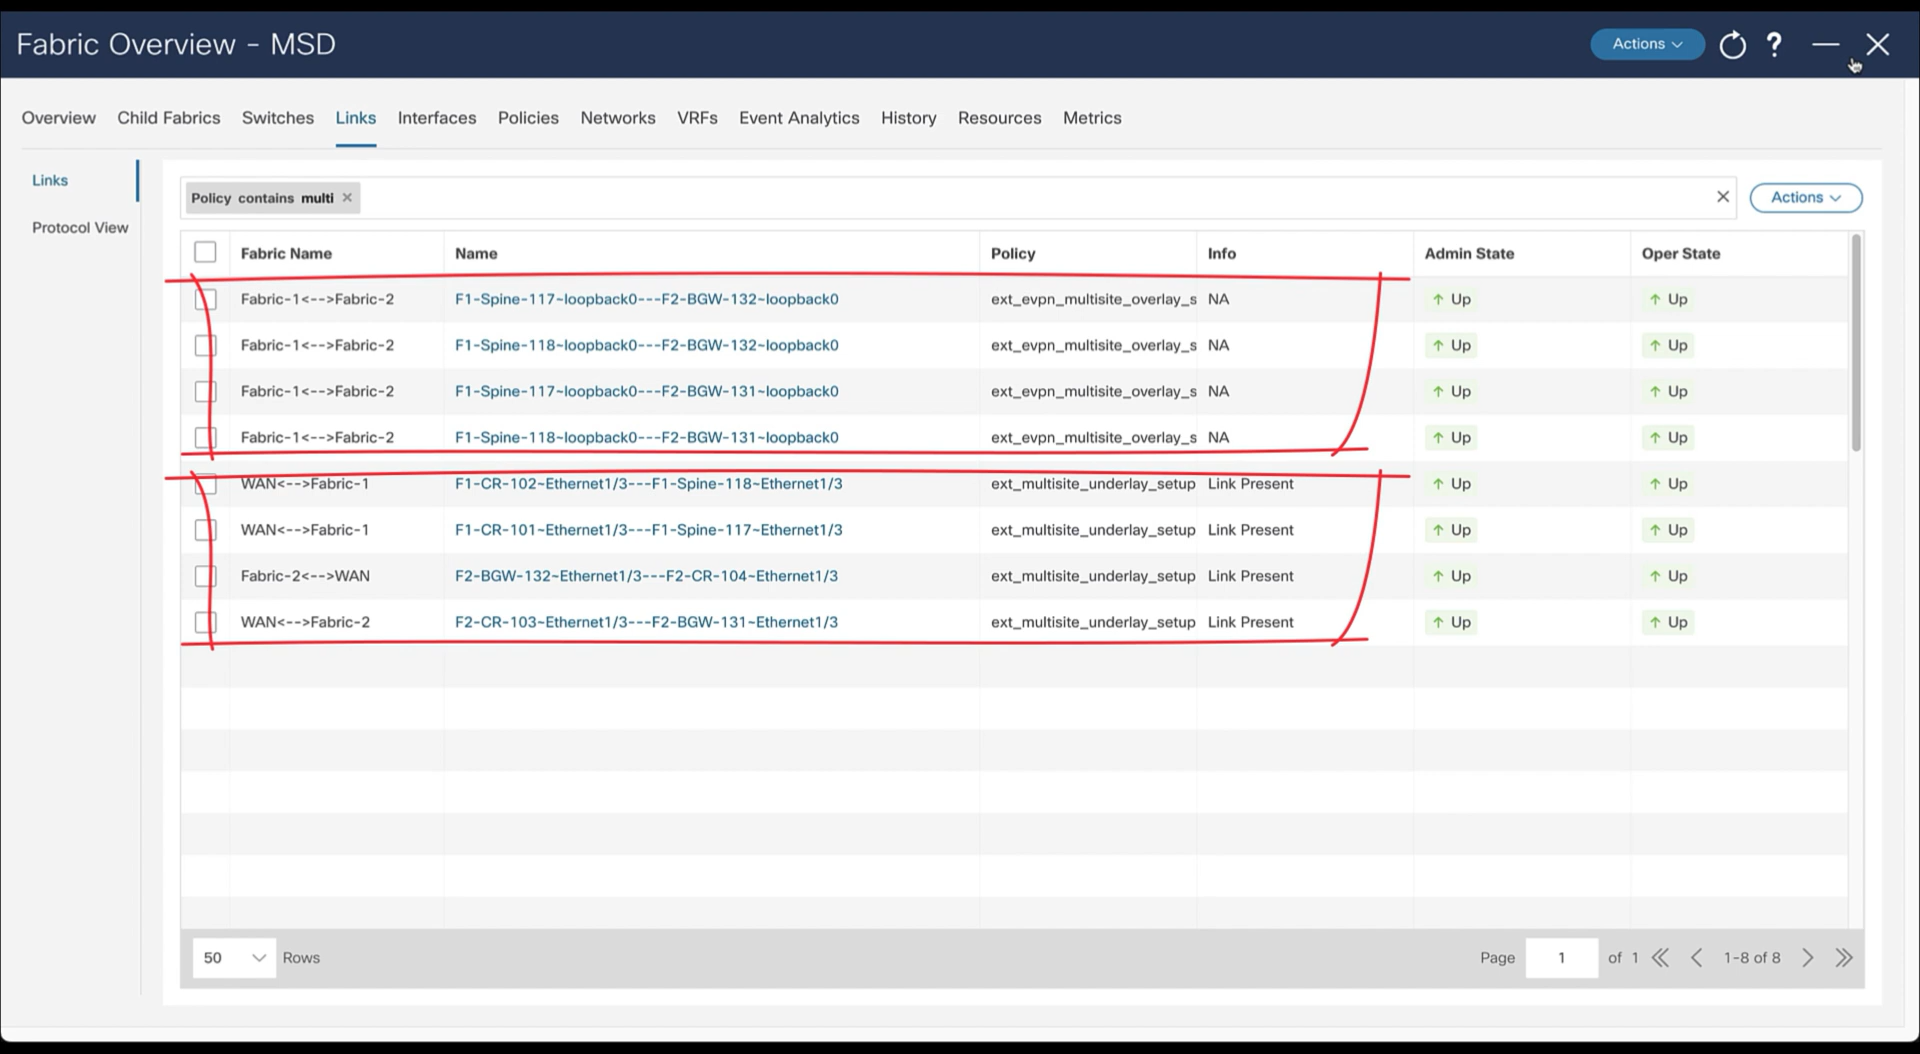 Fabric Overview - MSD
Actions
?
Overview Child Fabrics Switches Links Interfaces Policies Networks VRFs Event Analytics History Resources Metrics
Links
Protocol View
Policy contains multi ×
Actions
Fabric Name Name Policy Info Admin State Oper State
Fabric-1<-->Fabric-2 F1-Spine-117~loopback0---F2-BGW-132~loopback0 ext_evpn_multisite_overlay_s NA Up Up
Fabric-1<-->Fabric-2 F1-Spine-118~loopback0---F2-BGW-132~loopback0 ext_evpn_multisite_overlay_s NA Up Up
Fabric-1<-->Fabric-2 F1-Spine-117~loopback0---F2-BGW-131~loopback0 ext_evpn_multisite_overlay_s NA Up Up
Fabric-1<-->Fabric-2 F1-Spine-118~loopback0---F2-BGW-131~loopback0 ext_evpn_multisite_overlay_s NA Up Up
WAN<-->Fabric-1 F1-CR-102~Ethernet1/3---F1-Spine-118~Ethernet1/3 ext_multisite_underlay_setup Link Present Up Up
WAN<-->Fabric-1 F1-CR-101~Ethernet1/3---F1-Spine-117~Ethernet1/3 ext_multisite_underlay_setup Link Present Up Up
Fabric-2<-->WAN F2-BGW-132~Ethernet1/3---F2-CR-104~Ethernet1/3 ext_multisite_underlay_setup Link Present Up Up
WAN<-->Fabric-2 F2-CR-103~Ethernet1/3---F2-BGW-131~Ethernet1/3 ext_multisite_underlay_setup Link Present Up Up
50 Rows
Page 1 of 1 1-8 of 8